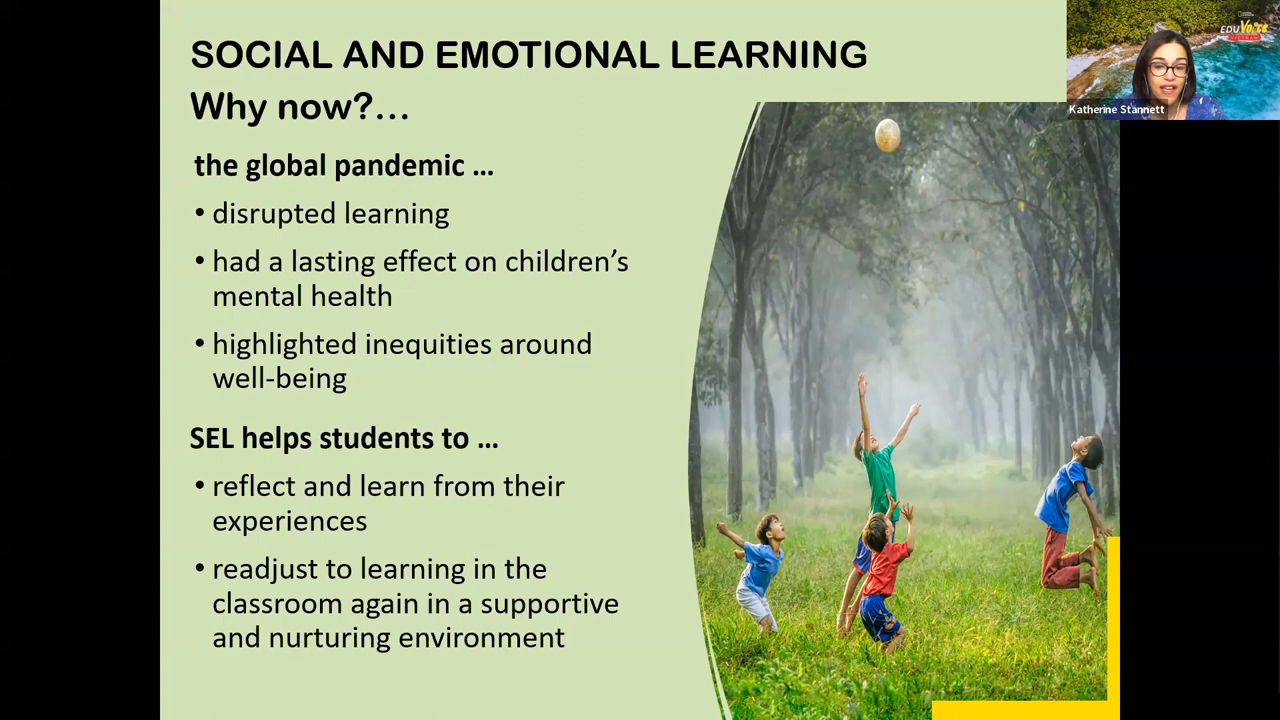 SOCIAL AND EMOTIONAL LEARNING
Why now?...
the global pandemic ...
• disrupted learning
• had a lasting effect on children’s
mental health
• highlighted inequities around
well-being
SEL helps students to ...
• reflect and learn from their
experiences
• readjust to learning in the
classroom again in a supportive
and nurturing environment
EDUVoice
Katherine Stannett